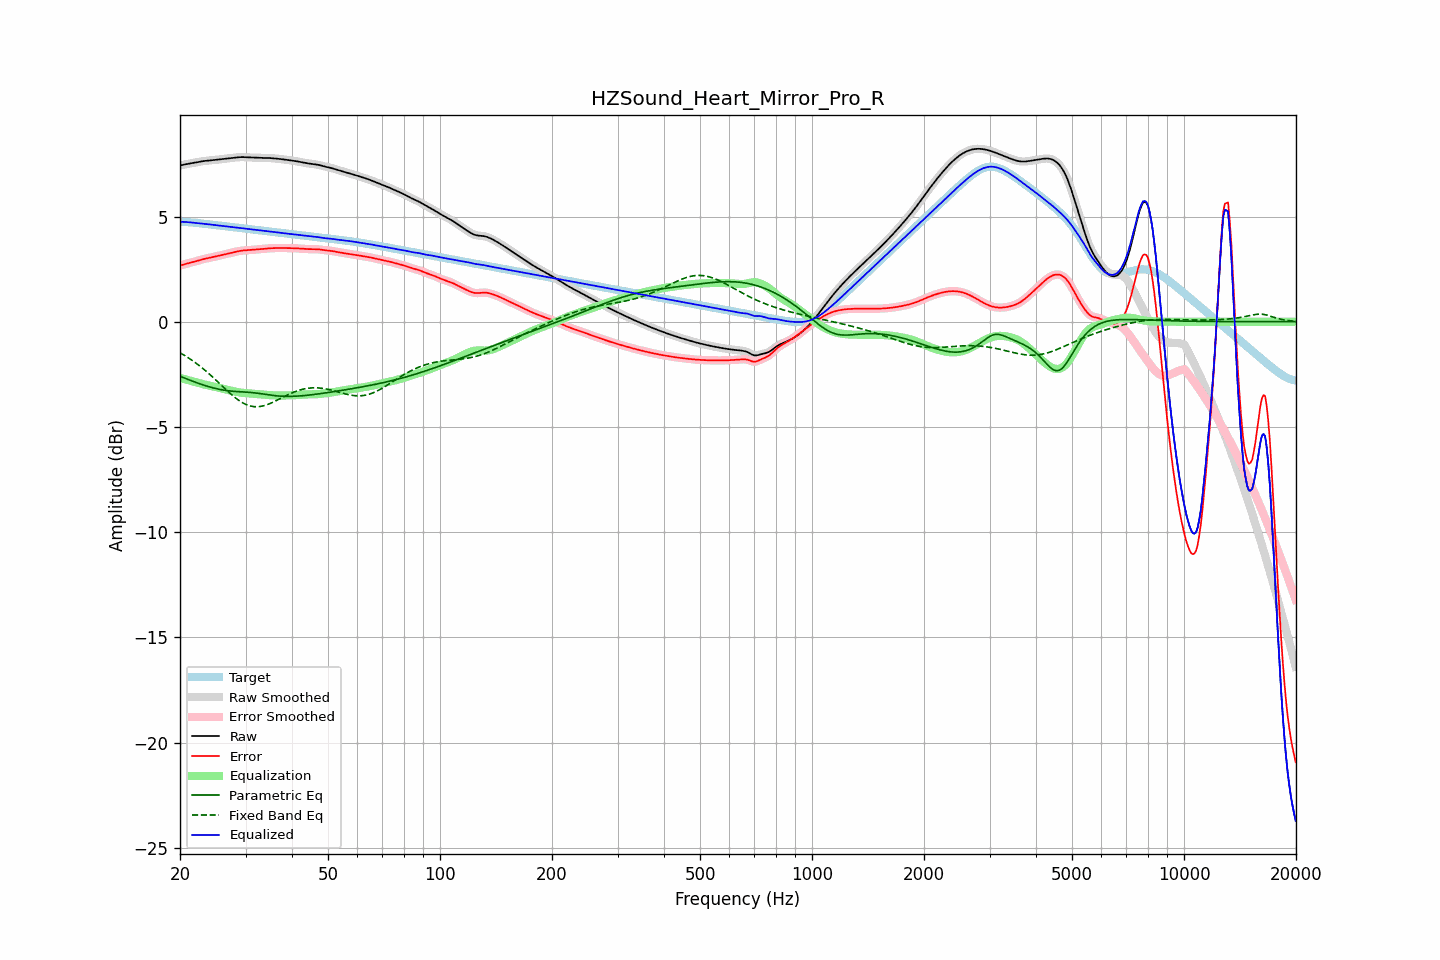 HZSound_Heart_Mirror_Pro_R
Amplitude (dBr)
5
0
−5
−10
−15
−20
−25
Target
Raw Smoothed
Error Smoothed
Raw
Error
Equalization
Parametric Eq
Fixed Band Eq
Equalized
20 50 100 200 500 1000 2000 5000 10000 20000
Frequency (Hz)